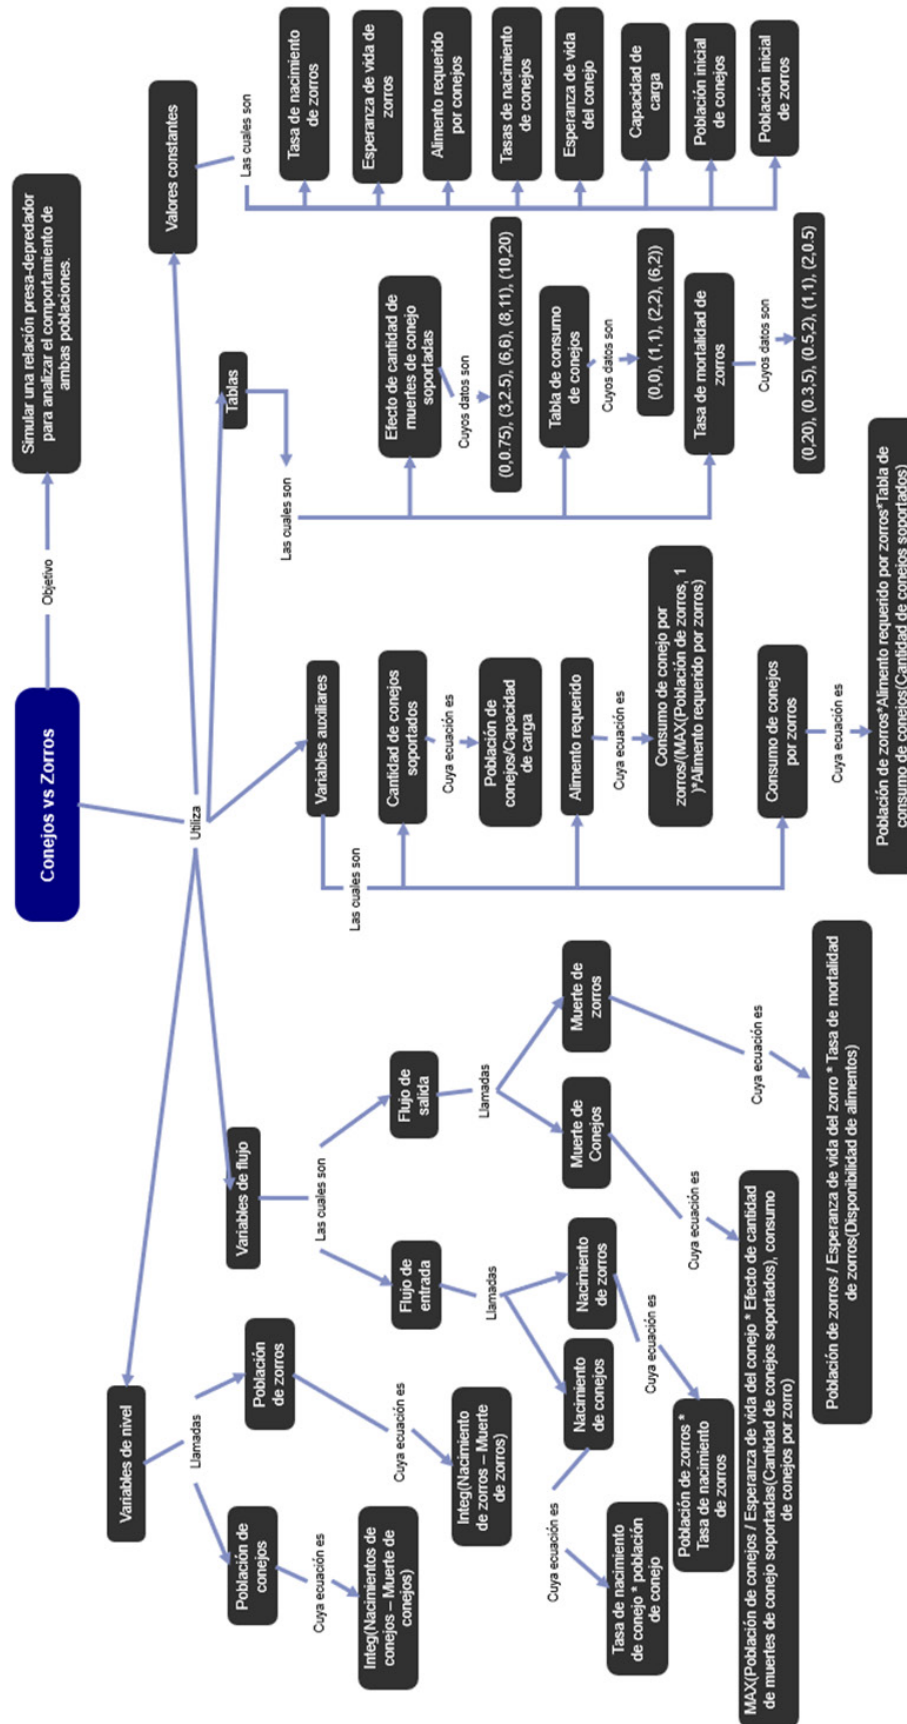 Conejos vs Zorros
Objetivo
Simular una relación presa-depredador
para analizar el comportamiento de
ambas poblaciones.
Utiliza
Variables de nivel
Llamadas
Población de
conejos
Cuya ecuación es
Integ(Nacimientos de
conejos – Muerte de
conejos)
Población
de zorros
Cuya ecuación es
Integ(Nacimiento
de zorros – Muerte
de zorros)
Variables de flujo
Las cuales son
Flujo de
entrada
Llamadas
Nacimiento
de conejos
Cuya ecuación es
Tasa de nacimiento
de conejo * población
de conejo
Nacimiento
de zorros
Cuya ecuación es
Población de zorros *
Tasa de nacimiento
de zorros
Flujo de
salida
Llamadas
Muerte de
Conejos
Cuya ecuación es
MAX(Población de conejos / Esperanza de vida del conejo * Efecto de cantidad
de muertes de conejo soportadas(Cantidad de conejos soportados), consumo
de conejos por zorro)
Muerte de
zorros
Cuya ecuación es
Población de zorros / Esperanza de vida del zorro * Tasa de mortalidad
de zorros(Disponibilidad de alimentos)
Variables auxiliares
Las cuales son
Cantidad de conejos
soportados
Cuya ecuación es
Población de
conejos/Capacidad
de carga
Alimento requerido
Cuya ecuación es
Consumo de conejo por
zorros/(MAX(Población de zorros, 1
)*Alimento requerido por zorros)
Consumo de conejos
por zorros
Cuya ecuación es
Población de zorros*Alimento requerido por zorros*Tabla de
consumo de conejos(Cantidad de conejos soportados)
Tablas
Las cuales son
Efecto de cantidad de
muertes de conejo
soportadas
Cuyos datos son
(0,0.75), (3,2.5), (6,6), (8,11), (10,20)
Tabla de consumo
de conejos
Cuyos datos son
(0,0), (1,1), (2,2), (6,2))
Tasa de mortalidad de
zorros
Cuyos datos son
(0,20), (0.3,5), (0.5,2), (1,1), (2,0.5)
Valores constantes
Las cuales son
Tasa de nacimiento
de zorros
Esperanza de vida de
zorros
Alimento requerido
por conejos
Tasas de nacimiento
de conejos
Esperanza de vida
del conejo
Capacidad de
carga
Población inicial
de conejos
Población inicial
de zorros